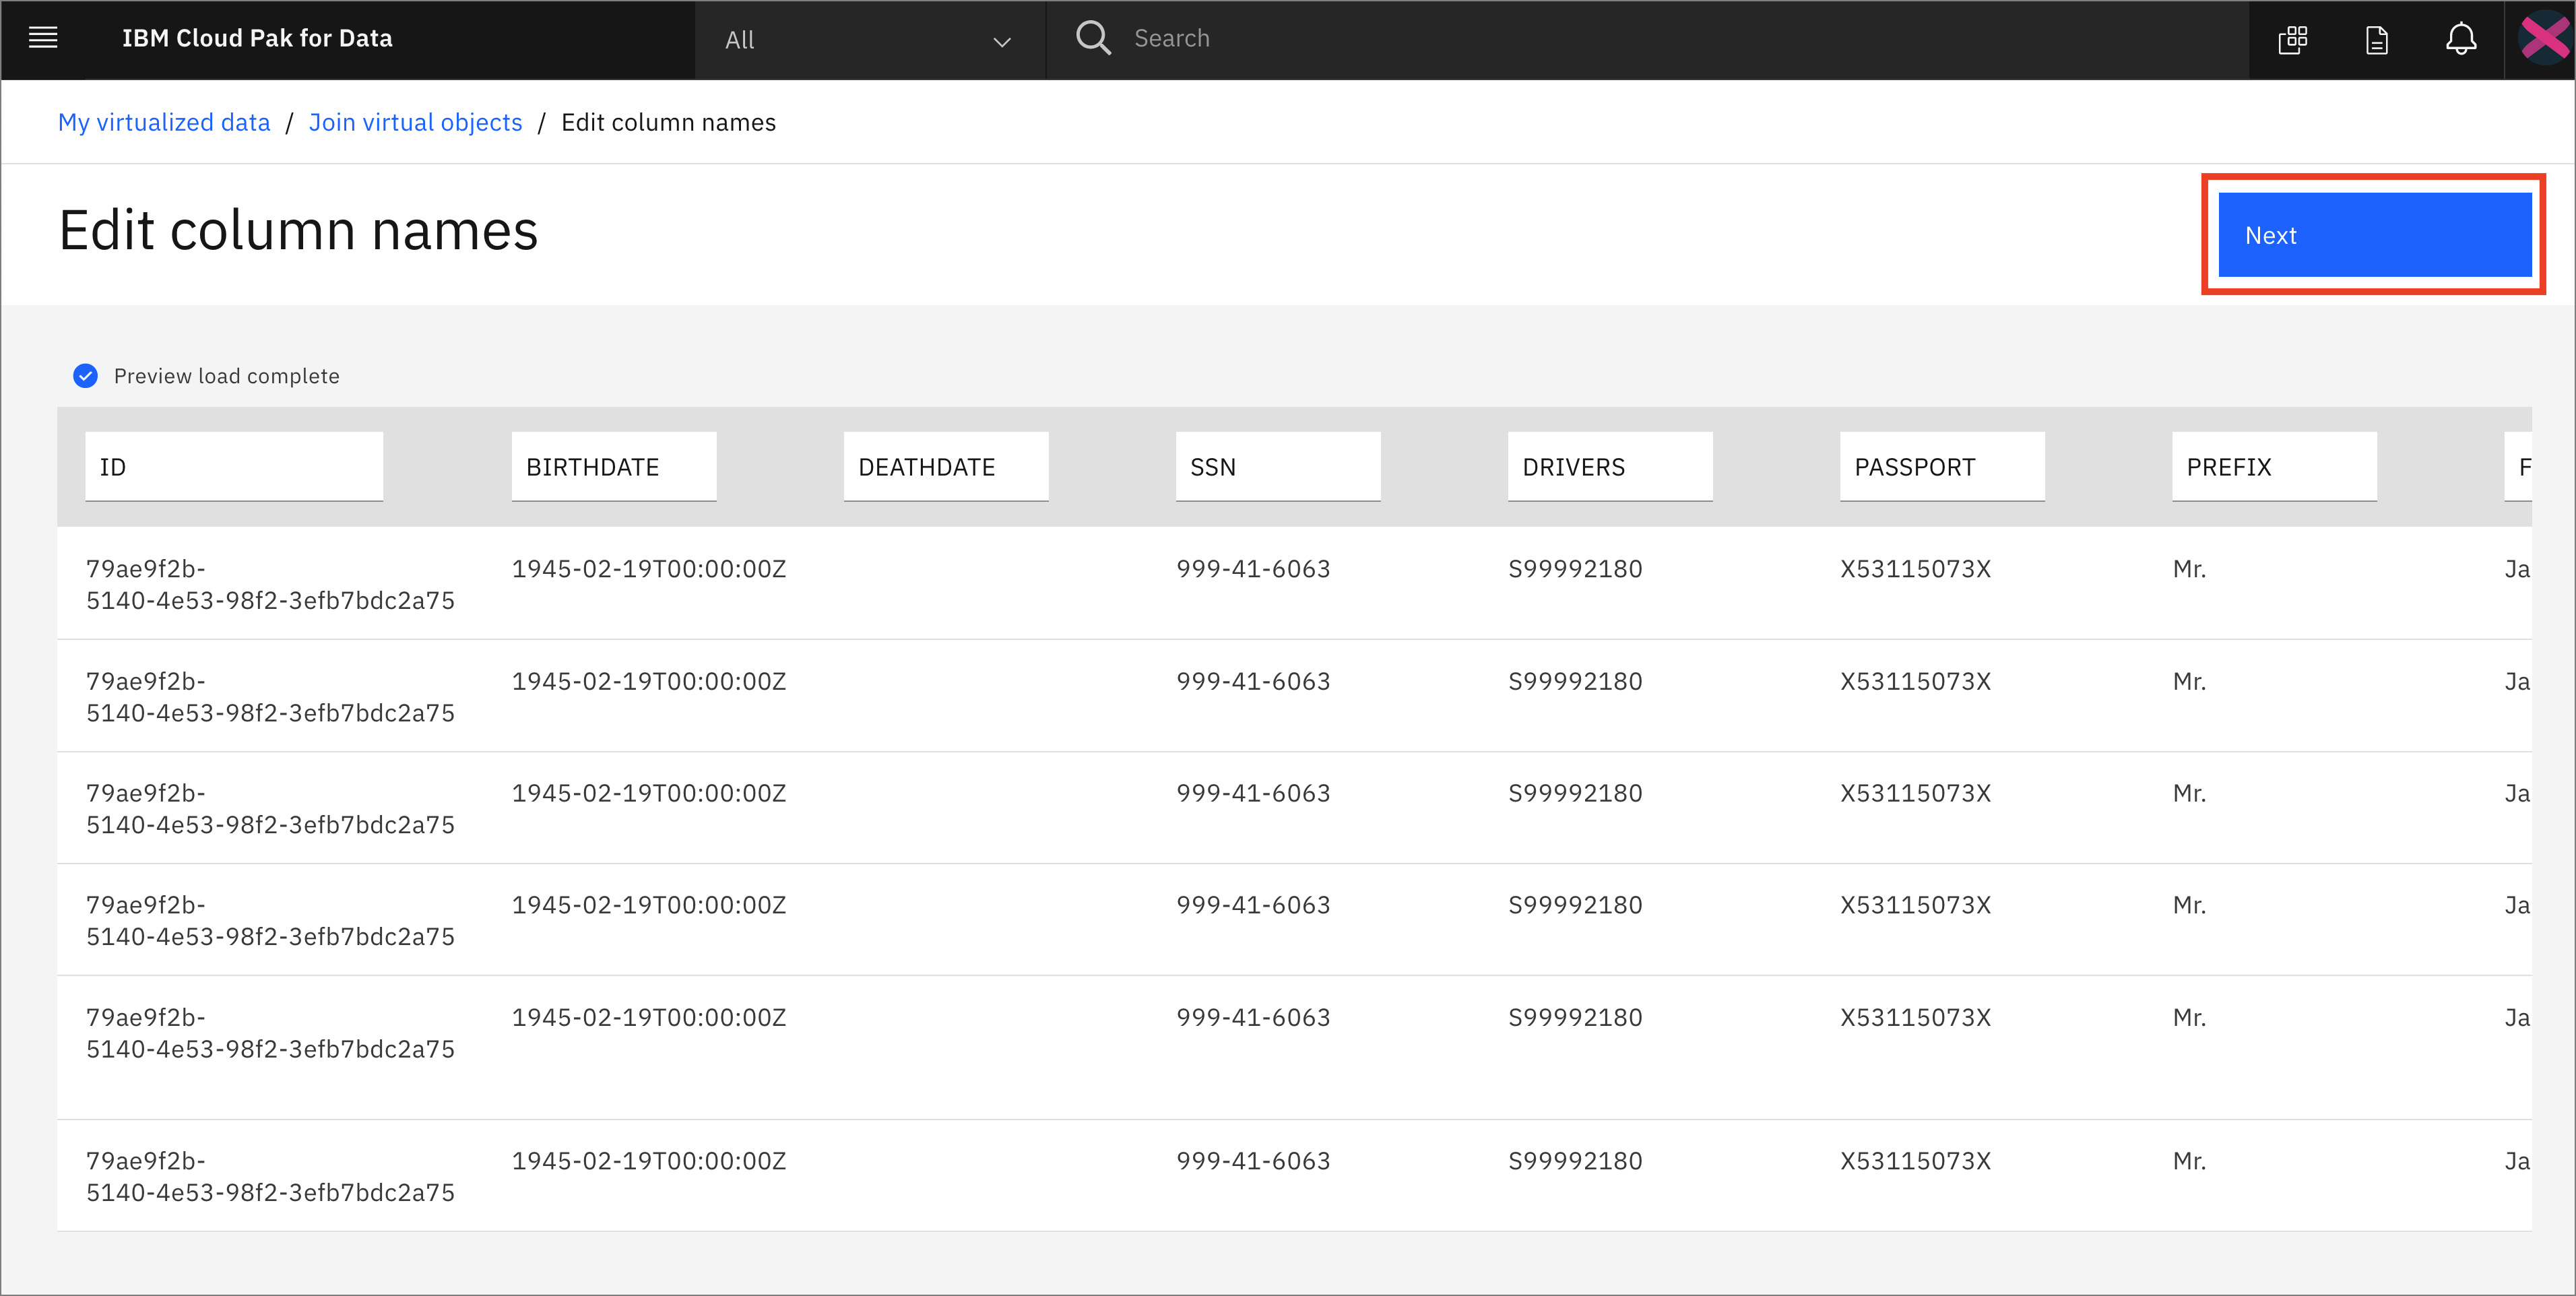 IBM Cloud Pak for Data
All
Search
My virtualized data / Join virtual objects / Edit column names
Edit column names
Next
Preview load complete
ID BIRTHDATE DEATHDATE SSN DRIVERS PASSPORT PREFIX F
79ae9f2b- 1945-02-19T00:00:00Z 999-41-6063 S99992180 X53115073X Mr. Ja
5140-4e53-98f2-3efb7bdc2a75
79ae9f2b- 1945-02-19T00:00:00Z 999-41-6063 S99992180 X53115073X Mr. Ja
5140-4e53-98f2-3efb7bdc2a75
79ae9f2b- 1945-02-19T00:00:00Z 999-41-6063 S99992180 X53115073X Mr. Ja
5140-4e53-98f2-3efb7bdc2a75
79ae9f2b- 1945-02-19T00:00:00Z 999-41-6063 S99992180 X53115073X Mr. Ja
5140-4e53-98f2-3efb7bdc2a75
79ae9f2b- 1945-02-19T00:00:00Z 999-41-6063 S99992180 X53115073X Mr. Ja
5140-4e53-98f2-3efb7bdc2a75
79ae9f2b- 1945-02-19T00:00:00Z 999-41-6063 S99992180 X53115073X Mr. Ja
5140-4e53-98f2-3efb7bdc2a75